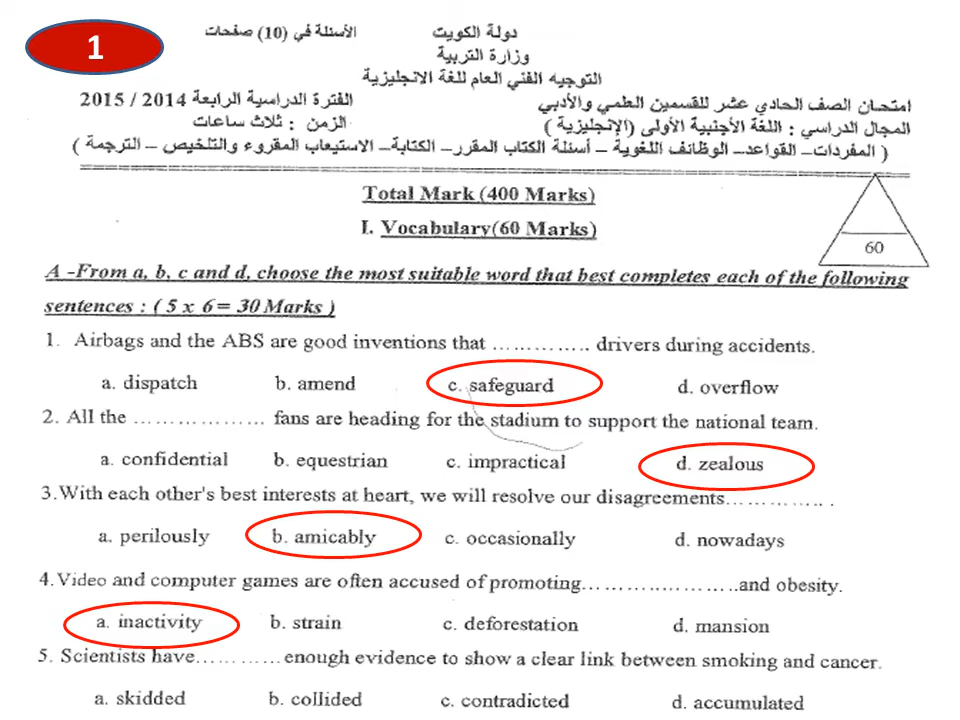 1
دولة الكويت
الأسئلة في (10) صفحات
وزارة التربية
التوجيه الفني العام للغة الانجليزية
امتحان الصف الحادي عشر للقسمين العلمي والأدبي
الفترة الدراسية الرابعة 2014 / 2015
المجال الدراسي : اللغة الأجنبية الأولى (الإنجليزية )
الزمن : ثلاث ساعات
( المفردات– القواعد– الوظائف اللغوية – أسئلة الكتاب المقرر– الكتابة– الاستيعاب المقروء والتلخيص – الترجمة )
Total Mark (400 Marks)
I. Vocabulary(60 Marks)
60
A -From a, b, c and d, choose the most suitable word that best completes each of the following
sentences : ( 5 x 6= 30 Marks )
1. Airbags and the ABS are good inventions that ………….. drivers during accidents.
a. dispatch b. amend c. safeguard d. overflow
2. All the ……………… fans are heading for the stadium to support the national team.
a. confidential b. equestrian c. impractical d. zealous
3.With each other's best interests at heart, we will resolve our disagreements………….. .
a. perilously b. amicably c. occasionally d. nowadays
4.Video and computer games are often accused of promoting………………..and obesity.
a. inactivity b. strain c. deforestation d. mansion
5. Scientists have…………enough evidence to show a clear link between smoking and cancer.
a. skidded b. collided c. contradicted d. accumulated